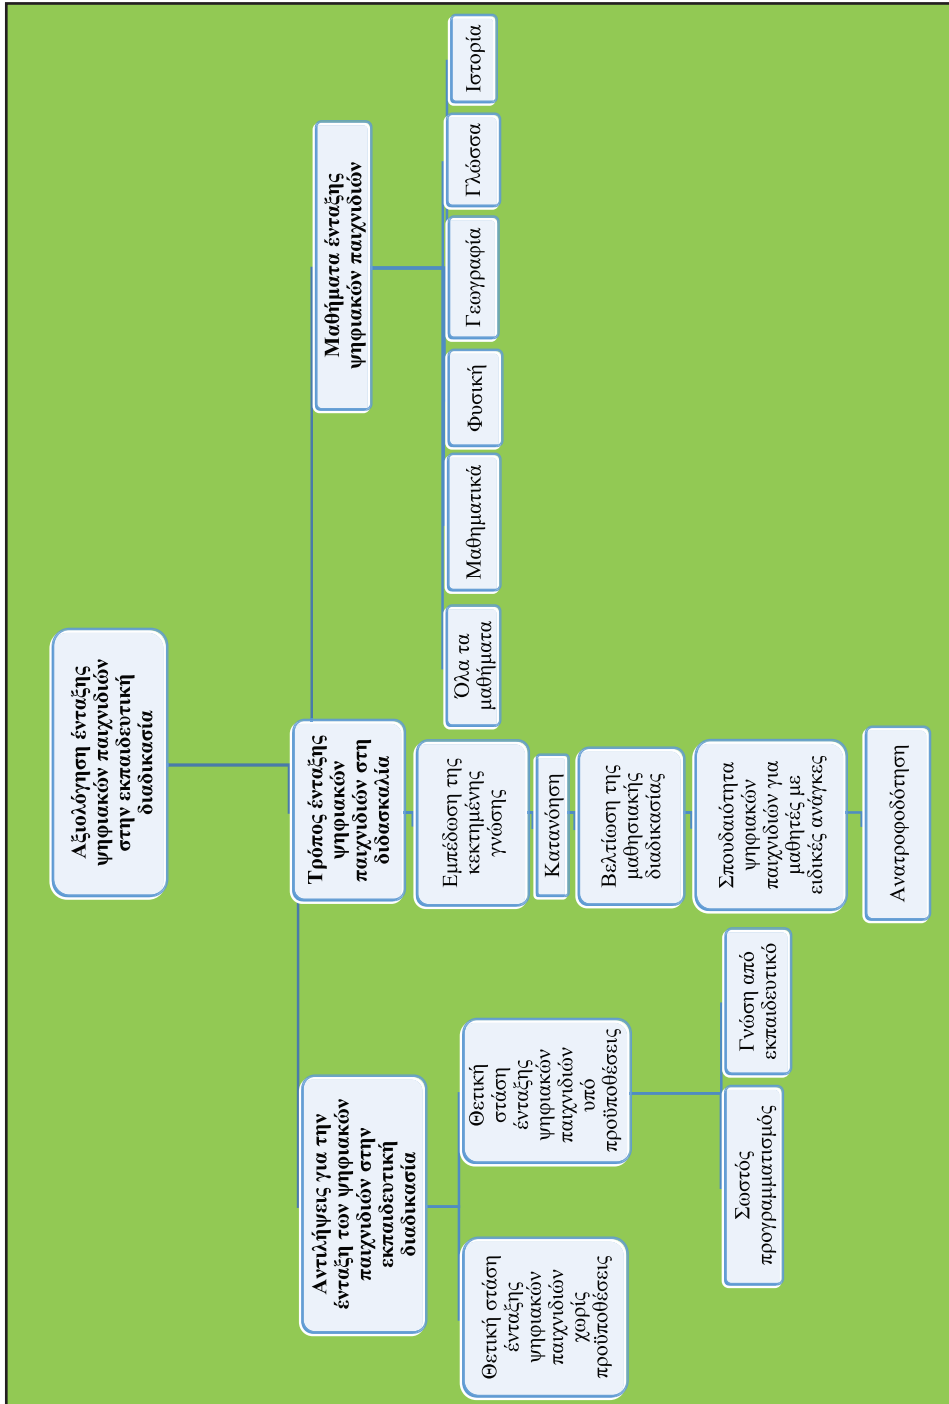 Αξιολόγηση ένταξης
ψηφιακών παιχνιδιών
στην εκπαιδευτική
διαδικασία
Αντιλήψεις για την
ένταξη των ψηφιακών
παιχνιδιών στην
εκπαιδευτική
διαδικασία
Θετική στάση
ένταξης
ψηφιακών
παιχνιδιών
χωρίς
προϋποθέσεις
Θετική
στάση
ένταξης
ψηφιακών
παιχνιδιών
υπό
προϋποθέσεις
Σωστός
προγραμματισμός
Γνώση από
εκπαιδευτικό
Τρόπος ένταξης
ψηφιακών
παιχνιδιών στη
διδασκαλία
Εμπέδωση της
κεκτημένης
γνώσης
Κατανόηση
Βελτίωση της
μαθησιακής
διαδικασίας
Σπουδαιότητα
ψηφιακών
παιχνιδιών για
μαθητές με
ειδικές ανάγκες
Ανατροφοδότηση
Μαθήματα ένταξης
ψηφιακών παιχνιδιών
Όλα τα
μαθήματα
Μαθηματικά
Φυσική
Γεωγραφία
Γλώσσα
Ιστορία